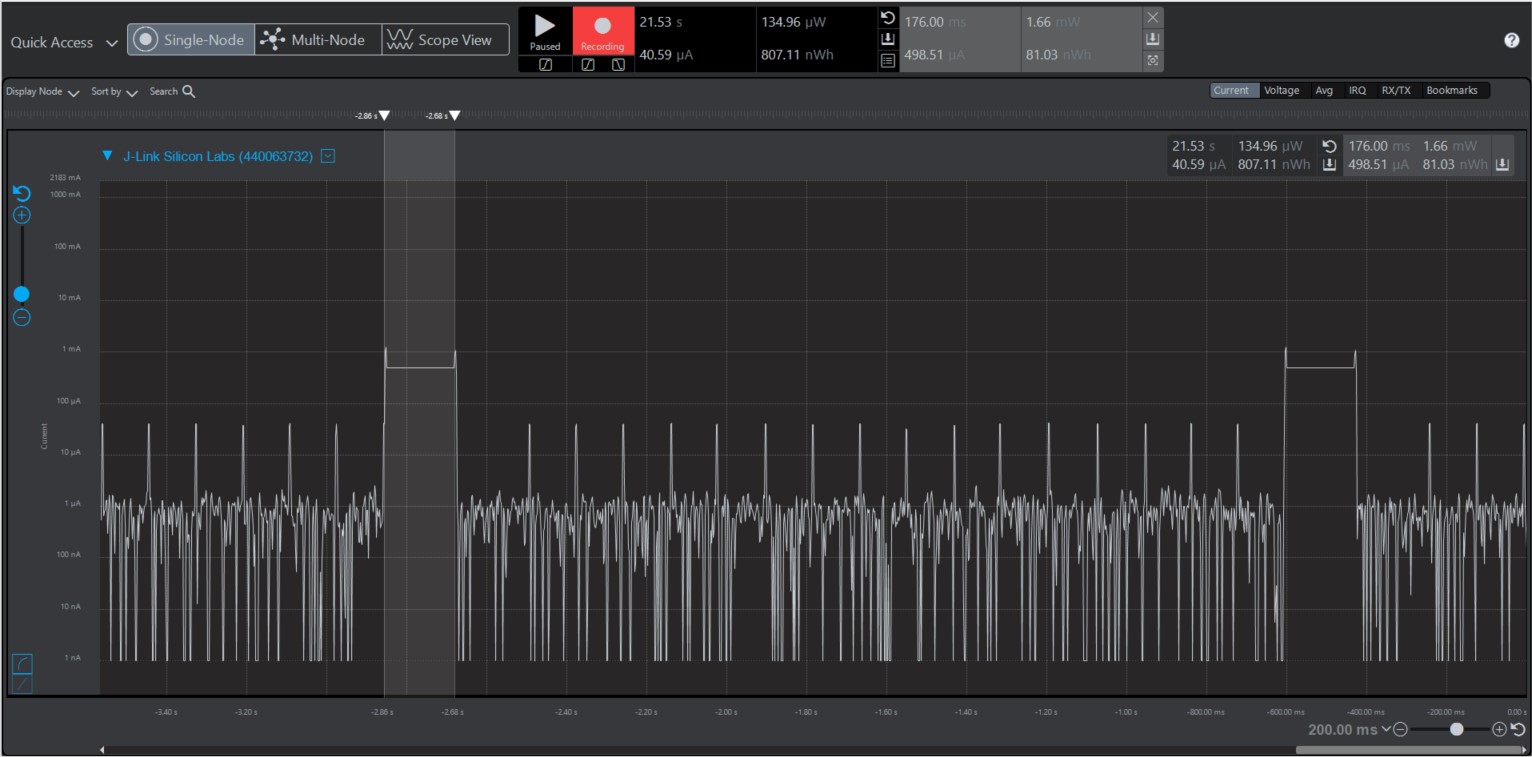 Quick Access Single-Node Multi-Node Scope View
Paused Recording
21.53 s 134.96 µW 176.00 ms 1.66 mW
40.59 µA 807.11 nWh 498.51 µA 81.03 nWh
?
Display Node Sort by Search Current Voltage Avg IRQ RX/TX Bookmarks
-2.86 s -2.68 s
J-Link Silicon Labs (440063732)
21.53 s 134.96 µW 176.00 ms 1.66 mW
40.59 µA 807.11 nWh 498.51 µA 81.03 nWh
2183 mA
1000 mA
100 mA
10 mA
1 mA
100 µA
Current
10 µA
1 µA
100 nA
10 nA
1 nA
-3.40 s -3.20 s -2.86 s -2.68 s -2.40 s -2.20 s -2.00 s -1.80 s -1.60 s -1.40 s -1.20 s -1.00 s -800.00 ms -600.00 ms -400.00 ms -200.00 ms 0.00 s
200.00 ms